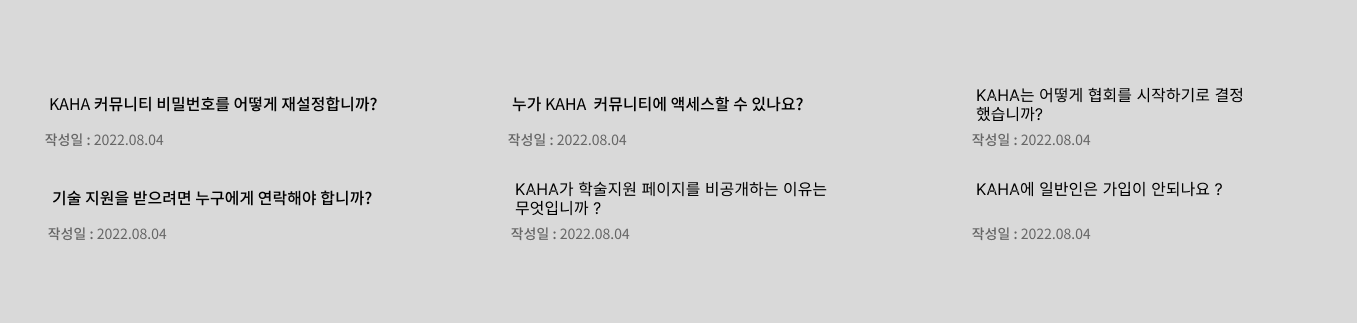 KAHA 커뮤니티 비밀번호를 어떻게 재설정합니까?
작성일 : 2022.08.04
누가 KAHA 커뮤니티에 액세스할 수 있나요?
작성일 : 2022.08.04
KAHA는 어떻게 협회를 시작하기로 결정
했습니까?
작성일 : 2022.08.04
기술 지원을 받으려면 누구에게 연락해야 합니까?
작성일 : 2022.08.04
KAHA가 학술지원 페이지를 비공개하는 이유는
무엇입니까 ?
작성일 : 2022.08.04
KAHA에 일반인은 가입이 안되나요 ?
작성일 : 2022.08.04